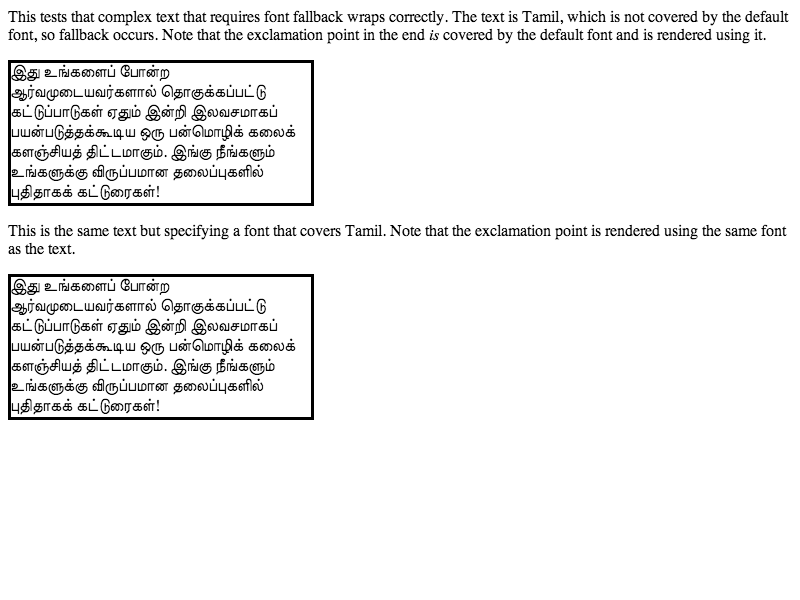 This tests that complex text that requires font fallback wraps correctly. The text is Tamil, which is not covered by the default
font, so fallback occurs. Note that the exclamation point in the end is covered by the default font and is rendered using it.
இது உங்களைப் போன்ற
ஆர்வமுடையவர்களால் தொகுக்கப்பட்டு
கட்டுப்பாடுகள் ஏதும் இன்றி இலவசமாகப்
பயன்படுத்தக்கூடிய ஒரு பன்மொழிக் கலைக்
களஞ்சியத் திட்டமாகும். இங்கு நீங்களும்
உங்களுக்கு விருப்பமான தலைப்புகளில்
புதிதாகக் கட்டுரைகள்!
This is the same text but specifying a font that covers Tamil. Note that the exclamation point is rendered using the same font
as the text.
இது உங்களைப் போன்ற
ஆர்வமுடையவர்களால் தொகுக்கப்பட்டு
கட்டுப்பாடுகள் ஏதும் இன்றி இலவசமாகப்
பயன்படுத்தக்கூடிய ஒரு பன்மொழிக் கலைக்
களஞ்சியத் திட்டமாகும். இங்கு நீங்களும்
உங்களுக்கு விருப்பமான தலைப்புகளில்
புதிதாகக் கட்டுரைகள்!